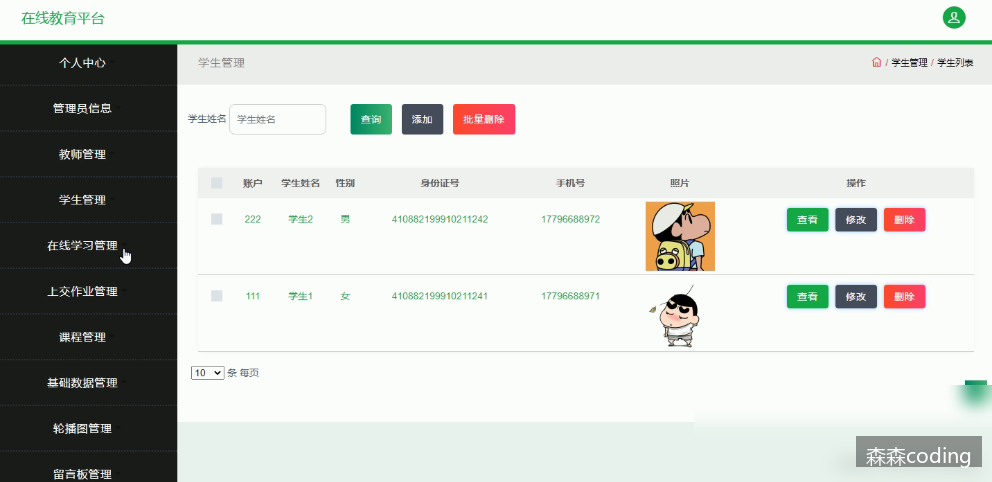 在线教育平台
个人中心
管理员信息
教师管理
学生管理
在线学习管理
上交作业管理
课程管理
基础数据管理
轮播图管理
留言板管理
学生管理
/ 学生管理 / 学生列表
学生姓名 学生姓名 查询 添加 批量删除
账户 学生姓名 性别 身份证号 手机号 照片 操作
222 学生2 男 410882199910211242 17796688972 查看 修改 删除
111 学生1 女 410882199910211241 17796688971 查看 修改 删除
10 条 每页
森森coding